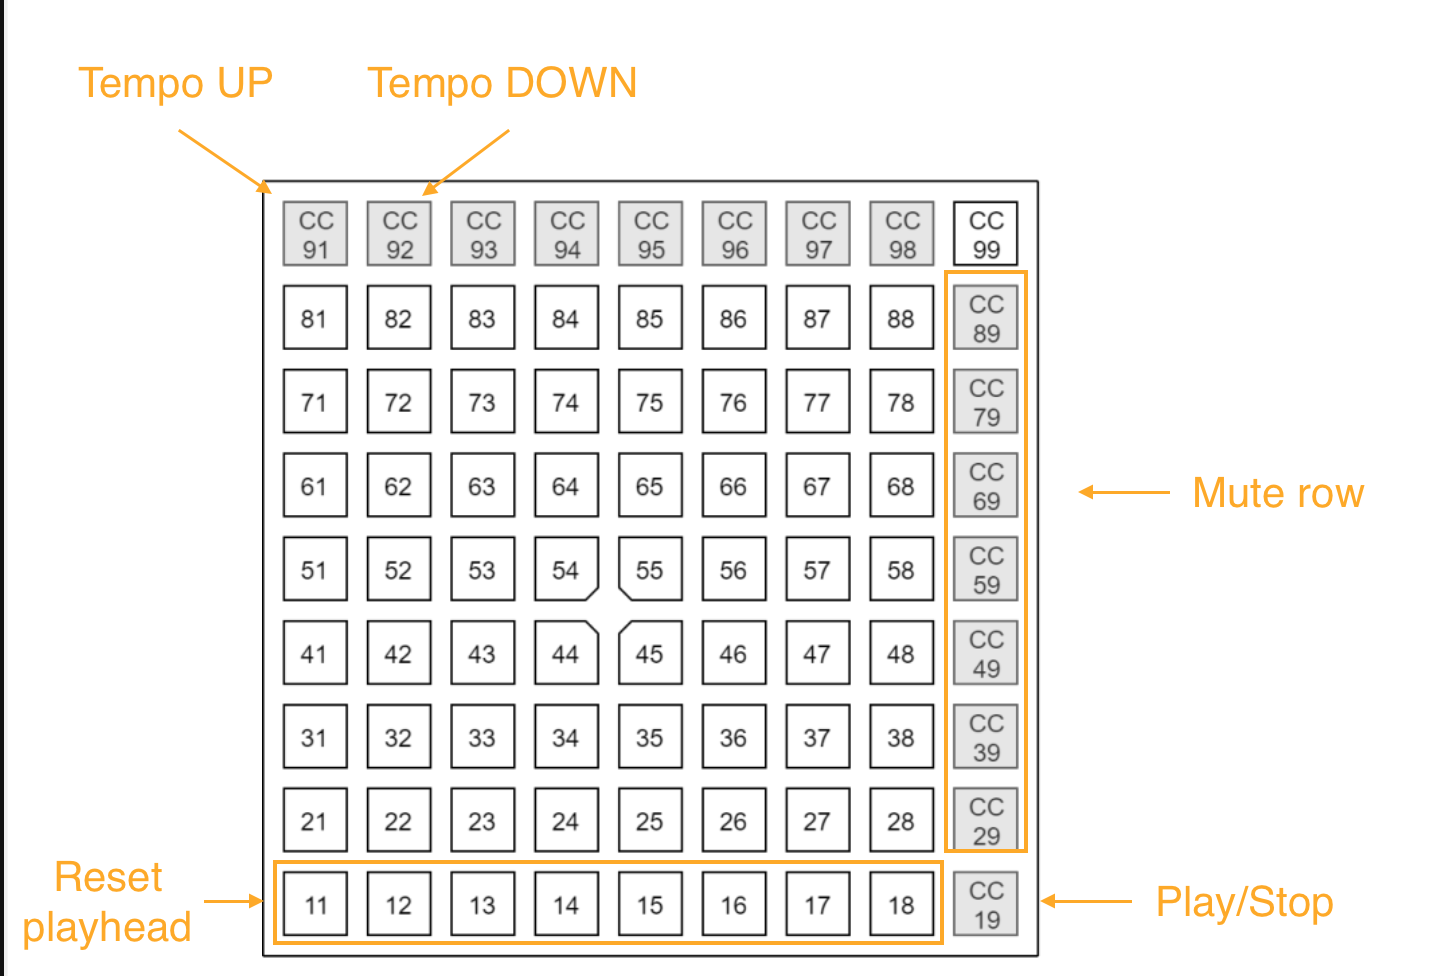 Tempo UP Tempo DOWN
CC CC CC CC CC CC CC CC CC
91 92 93 94 95 96 97 98 99
81 82 83 84 85 86 87 88 CC
89
71 72 73 74 75 76 77 78 CC
79
61 62 63 64 65 66 67 68 CC
69
Mute row
51 52 53 54 55 56 57 58 CC
59
41 42 43 44 45 46 47 48 CC
49
31 32 33 34 35 36 37 38 CC
39
21 22 23 24 25 26 27 28 CC
29
Reset
playhead
11 12 13 14 15 16 17 18 CC
19
Play/Stop